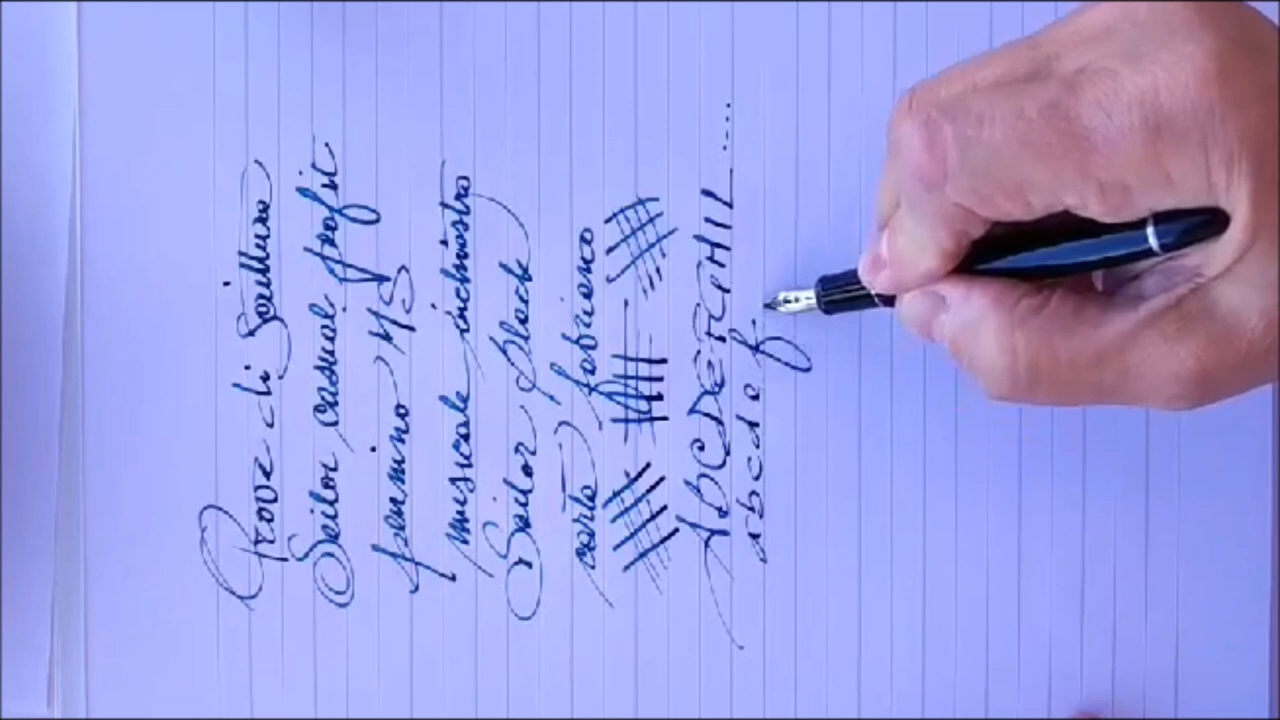 Prova di scrittura
Sailor casual profit
pennino MS
musicale inchiostro
Sailor black
carta fabriano
ABCDEFGHIL.....
abcdef